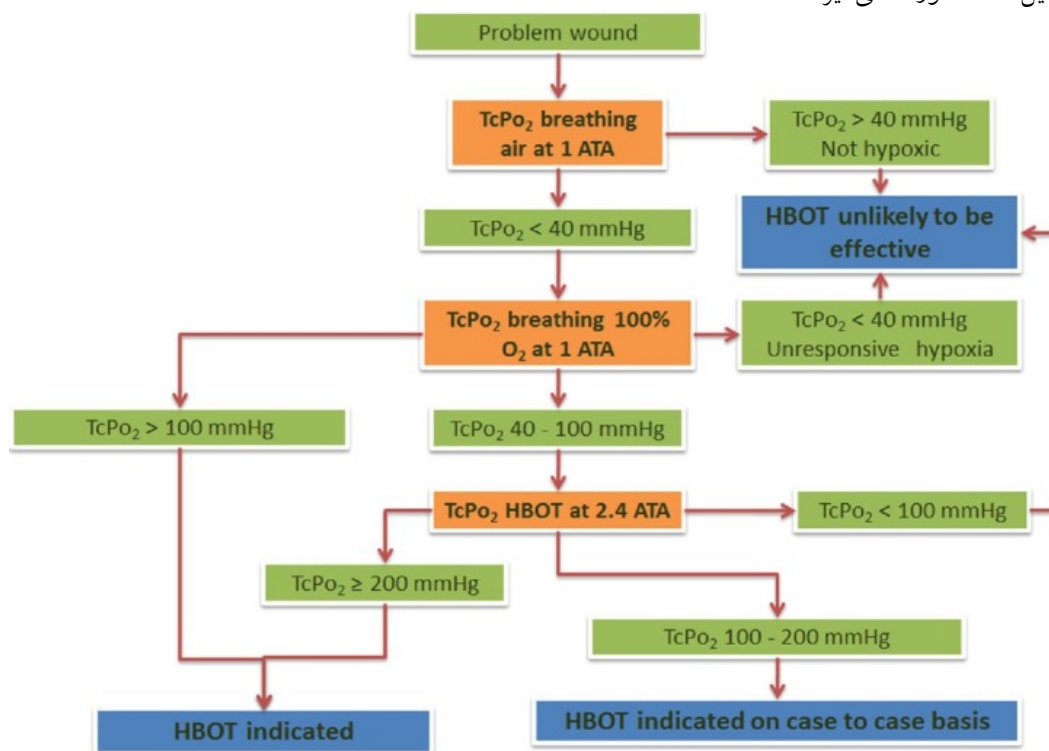 Problem wound
TcPo₂ breathing
air at 1 ATA
TcPo₂ > 40 mmHg
Not hypoxic
TcPo₂ < 40 mmHg
HBOT unlikely to be
effective
TcPo₂ breathing 100%
O₂ at 1 ATA
TcPo₂ < 40 mmHg
Unresponsive hypoxia
TcPo₂ > 100 mmHg
TcPo₂ 40 - 100 mmHg
TcPo₂ HBOT at 2.4 ATA
TcPo₂ < 100 mmHg
TcPo₂ ≥ 200 mmHg
TcPo₂ 100 - 200 mmHg
HBOT indicated
HBOT indicated on case to case basis